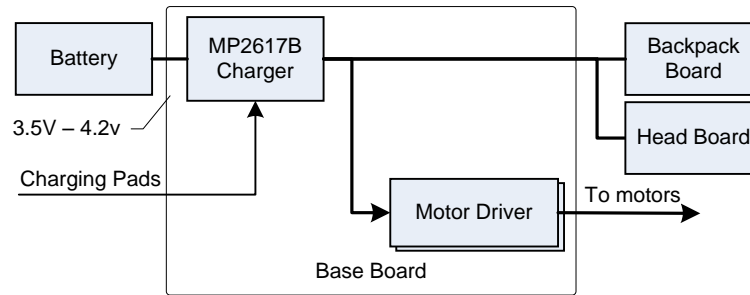 Battery
MP2617B
Charger
Backpack
Board
3.5V – 4.2v
Head Board
Charging Pads
Motor Driver
To motors
Base Board